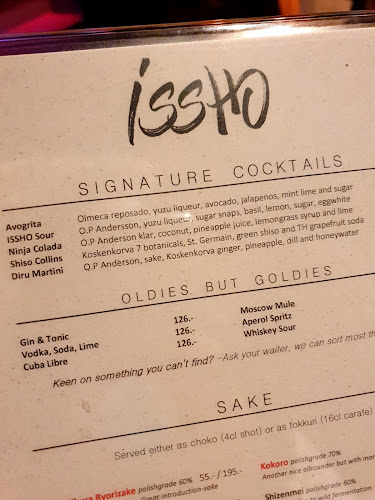 ISSHO
SIGNATURE COCKTAILS
Avogrita Olmeca reposado, yuzu liqueur, avocado, jalapenos, mint lime and sugar
ISSHO Sour O.P Andersson, yuzu liqueur, sugar snaps, basil, lemon, sugar, eggwhite
Ninja Colada O.P Anderson klar, coconut, pineapple juice, lemongrass syrup and lime
Shiso Collins Koskenkorva 7 botanicals, St. Germain, green shiso and TH grapefruit soda
Diru Martini O.P Anderson, sake, Koskenkorva ginger, pineapple, dill and honeywater
OLDIES BUT GOLDIES
Gin & Tonic 126.- Moscow Mule
Vodka, Soda, Lime 126.- Aperol Spritz
Cuba Libre 126.- Whiskey Sour
Keen on something you can't find? ~Ask your waiter, we can sort most th
SAKE
Served either as choko (4cl shot) or as tokkuri (16cl carafe)
Ryorizake polishgrade 60% 55.- / 195.- Kokoro polishgrade 70%
Great introduction-sake Another nice allrounder but with mor
Shizenmei polishgrade 60%
wild fermentation